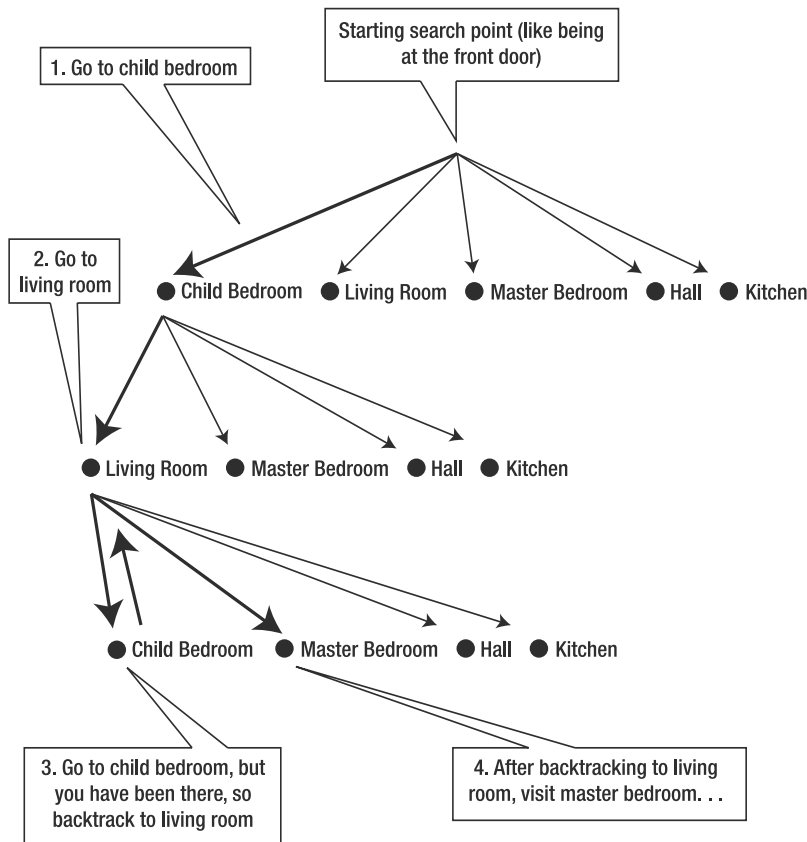 Starting search point (like being
at the front door)
1. Go to child bedroom
Child Bedroom Living Room Master Bedroom Hall Kitchen
2. Go to
living room
Living Room Master Bedroom Hall Kitchen
Child Bedroom Master Bedroom Hall Kitchen
3. Go to child bedroom, but
you have been there, so
backtrack to living room
4. After backtracking to living
room, visit master bedroom. . .